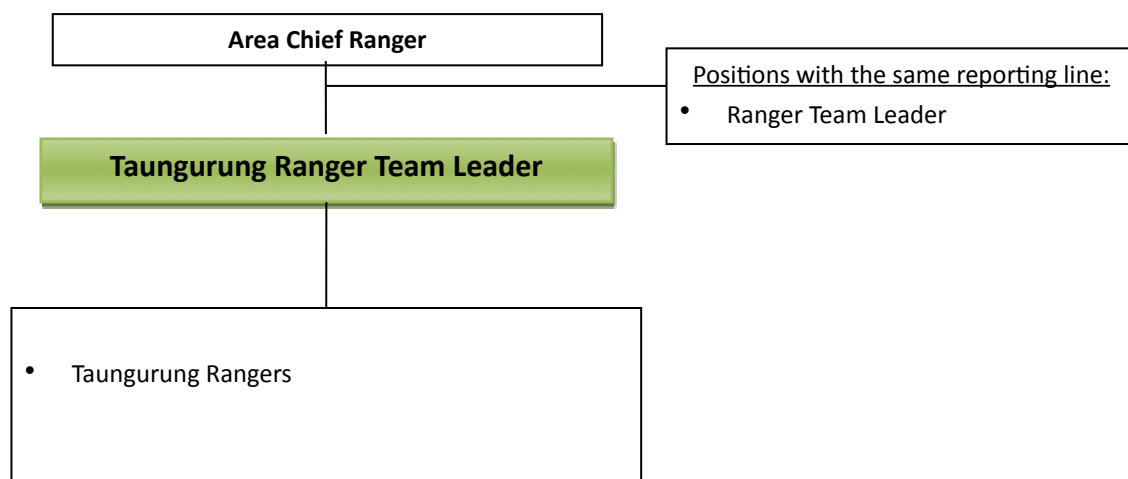 Area Chief Ranger
Positions with the same reporting line:
• Ranger Team Leader
Taungurung Ranger Team Leader
• Taungurung Rangers